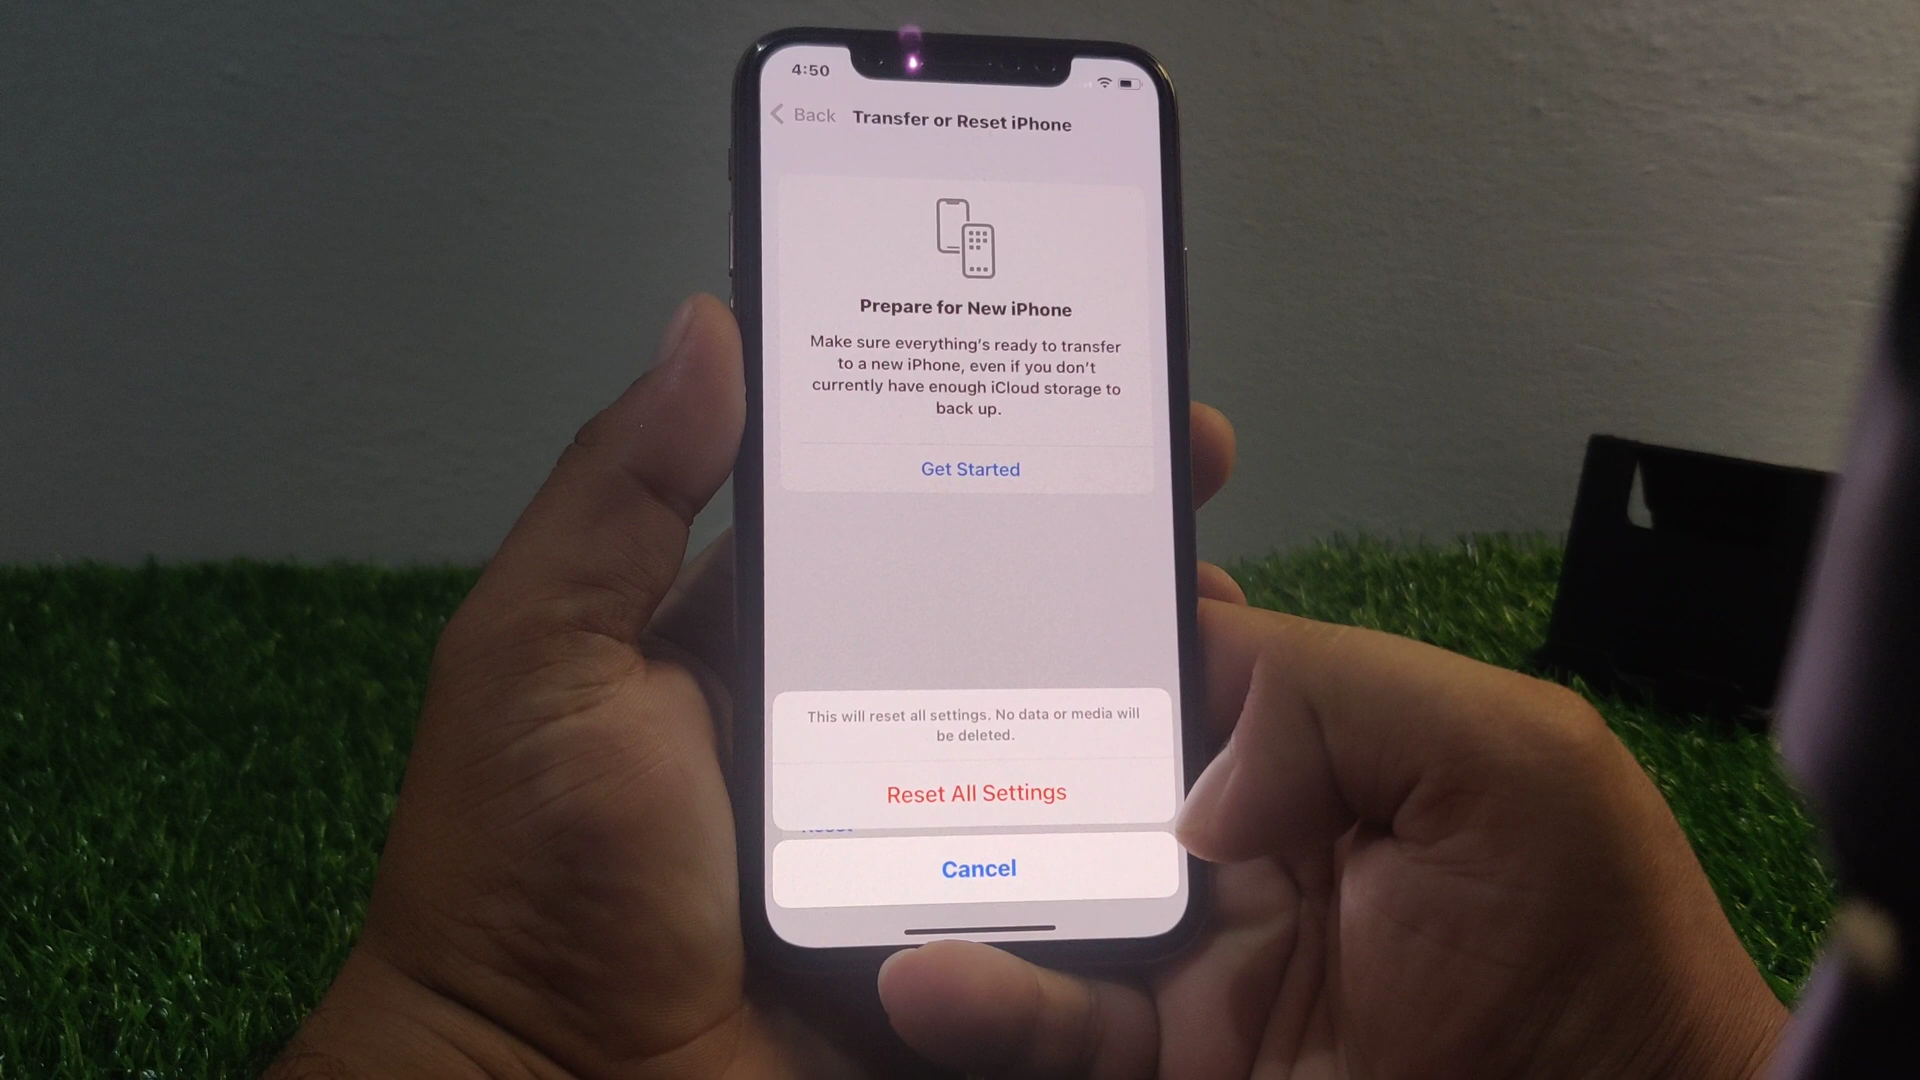 4:50
Back
Transfer or Reset iPhone
Prepare for New iPhone
Make sure everything's ready to transfer
to a new iPhone, even if you don't
currently have enough iCloud storage to
back up.
Get Started
This will reset all settings. No data or media will
be deleted.
Reset All Settings
Cancel